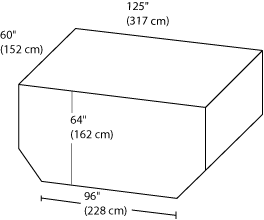 125"
(317 cm)
60"
(152 cm)
64"
(162 cm)
96"
(228 cm)